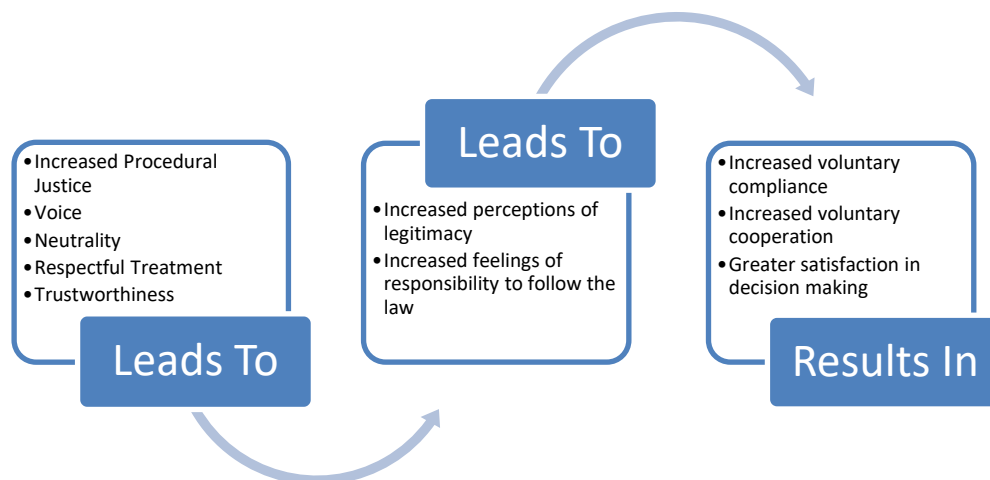 •Increased Procedural
Justice
•Voice
•Neutrality
•Respectful Treatment
•Trustworthiness
Leads To
Leads To
•Increased perceptions of
legitimacy
•Increased feelings of
responsibility to follow the
law
•Increased voluntary
compliance
•Increased voluntary
cooperation
•Greater satisfaction in
decision making
Results In